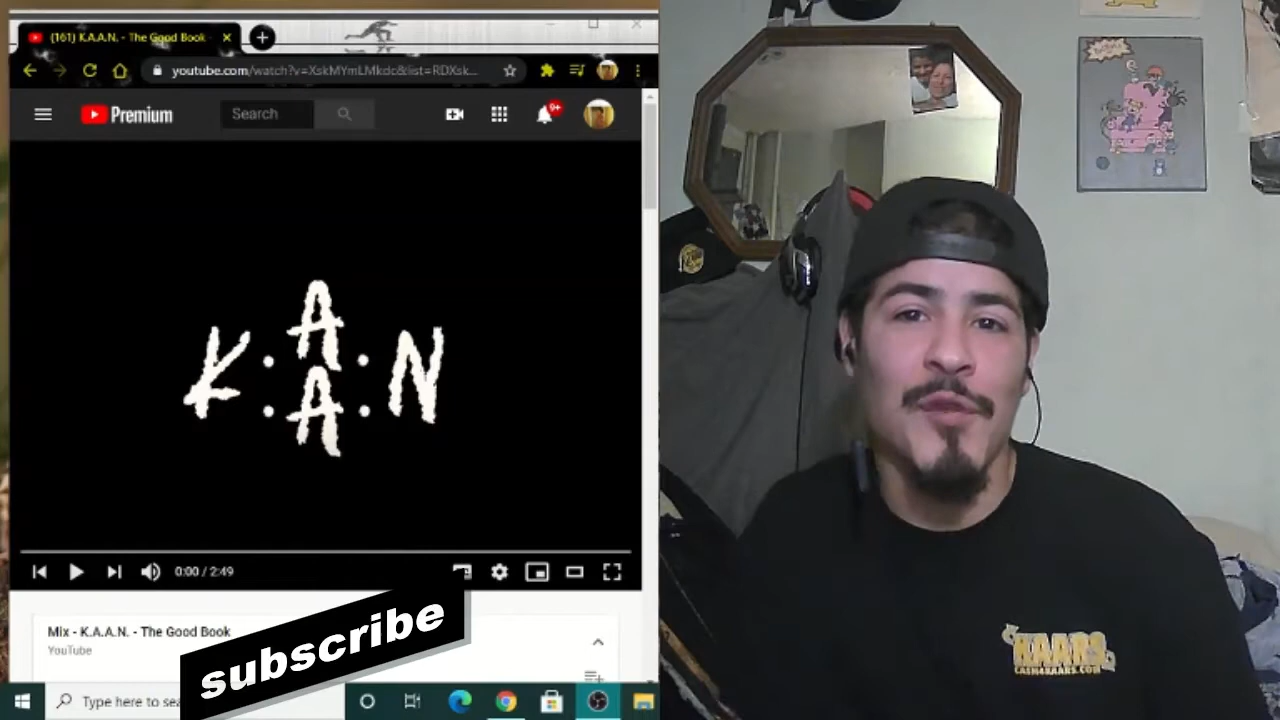 (161) K.A.A.N. - The Good Book
youtube.com/watch?v=XskMYmLMkdc&list=RDXsk...
Premium
Search
9+
K:A:N
A
0:00 / 2:49
Mix - K.A.A.N. - The Good Book
YouTube
subscribe
Type here to sea
KAARS
CASH4KAARS.COM